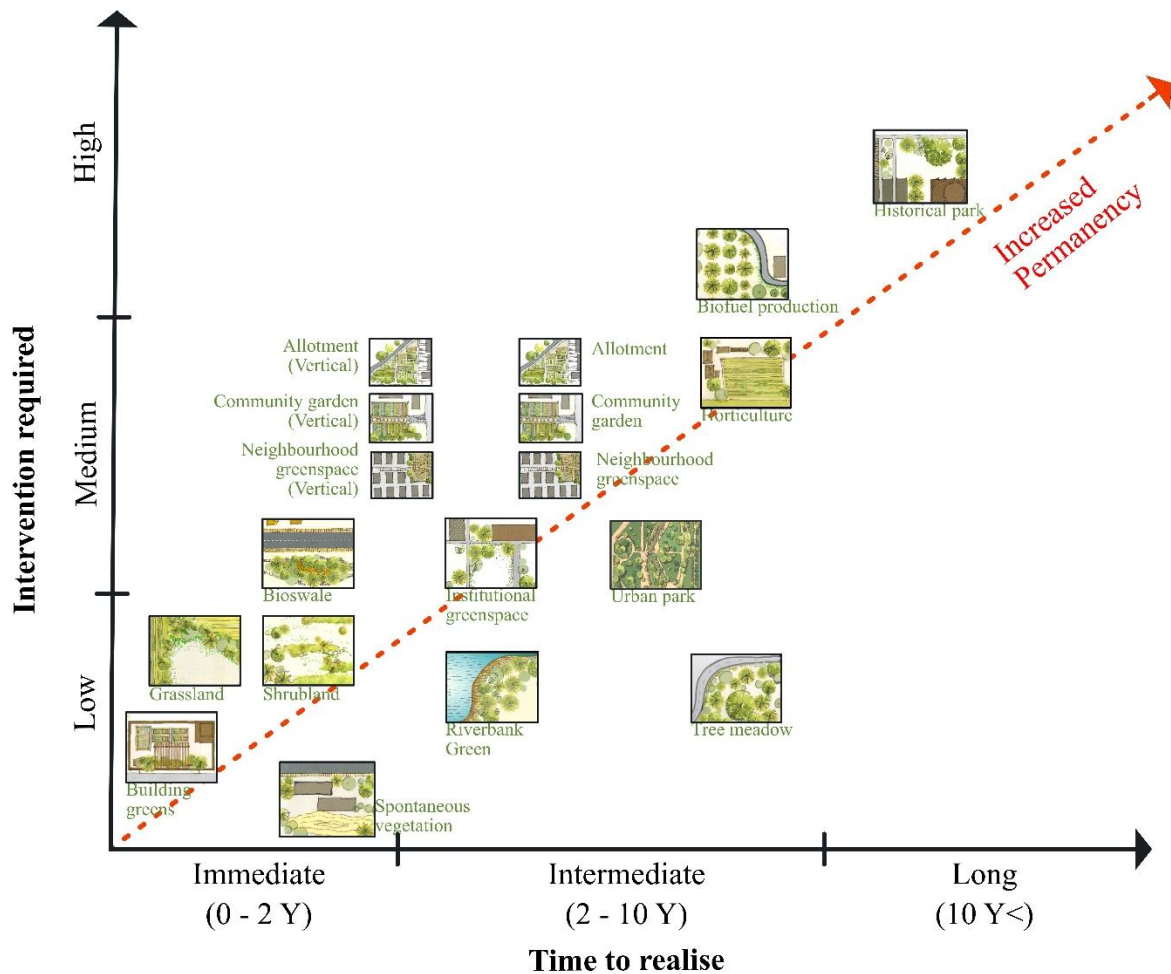 High
Historical park
Increased
Permanency
Biofuel production
Intervention required
Medium
Allotment
(Vertical)
Allotment
Community garden
(Vertical)
Community
garden
Horticulture
Neighbourhood
greenspace
(Vertical)
Neighbourhood
greenspace
Bioswale
Institutional
greenspace
Urban park
Low
Grassland
Shrubland
Riverbank
Green
Tree meadow
Building
greens
Spontaneous
vegetation
Immediate
(0 - 2 Y)
Intermediate
(2 - 10 Y)
Long
(10 Y<)
Time to realise